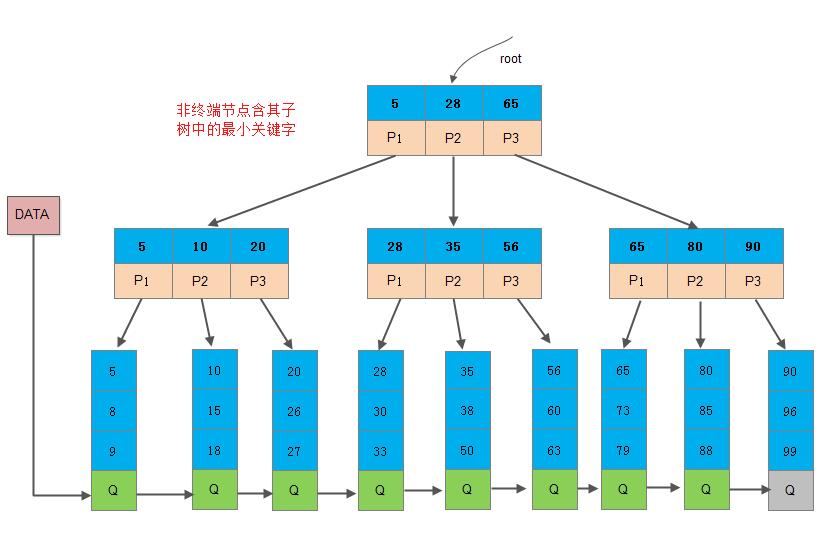 root
5 28 65
P1 P2 P3
非终端节点含其子
树中的最小关键字
DATA
5 10 20
P1 P2 P3
28 35 56
P1 P2 P3
65 80 90
P1 P2 P3
5 10 20 28 35 56 65 80 90
8 15 26 30 38 60 73 85 96
9 18 27 33 50 63 79 88 99
Q Q Q Q Q Q Q Q Q